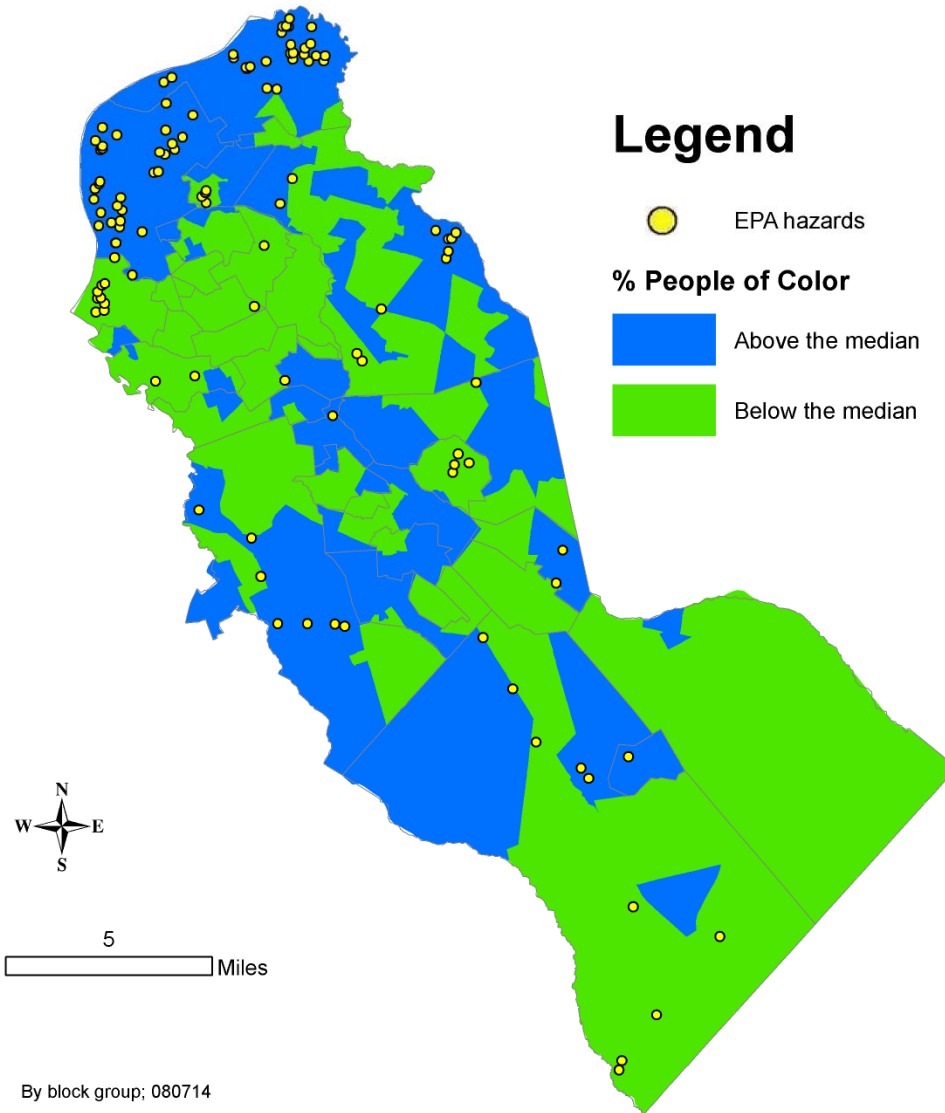 Legend
EPA hazards
% People of Color
Above the median
Below the median
N
W E
S
5
Miles
By block group; 080714